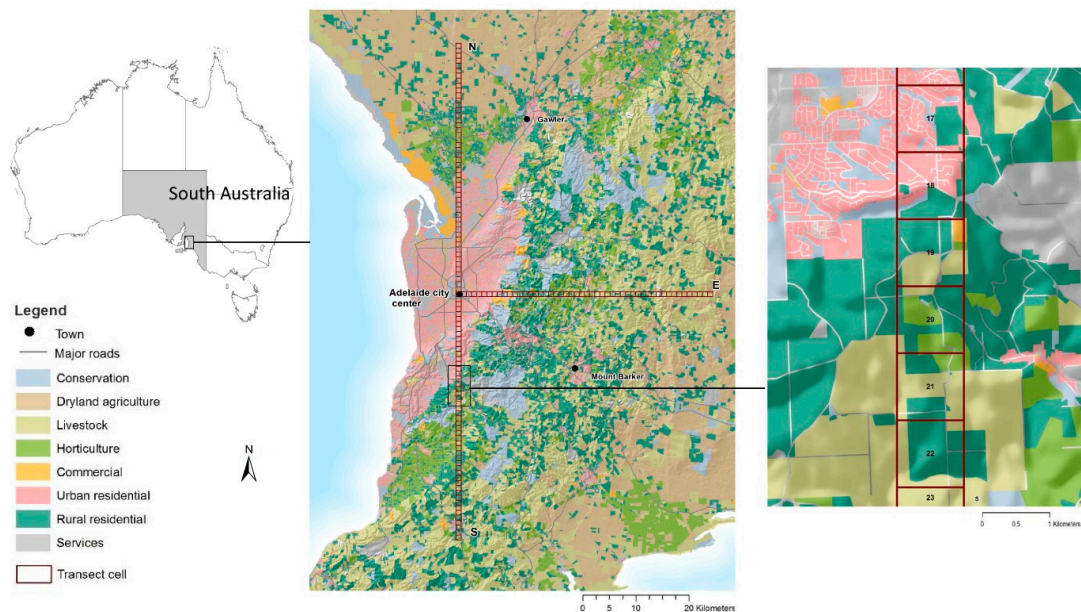 South Australia
Legend
Town
Major roads
Conservation
Dryland agriculture
Livestock
Horticulture
Commercial
Urban residential
Rural residential
Services
Transect cell
N
N
Gawler
Adelaide city
center
E
Mount Barker
S
0 5 10 20 Kilometers
17
18
19
20
21
22
23
5
0 0.5 1 Kilometers